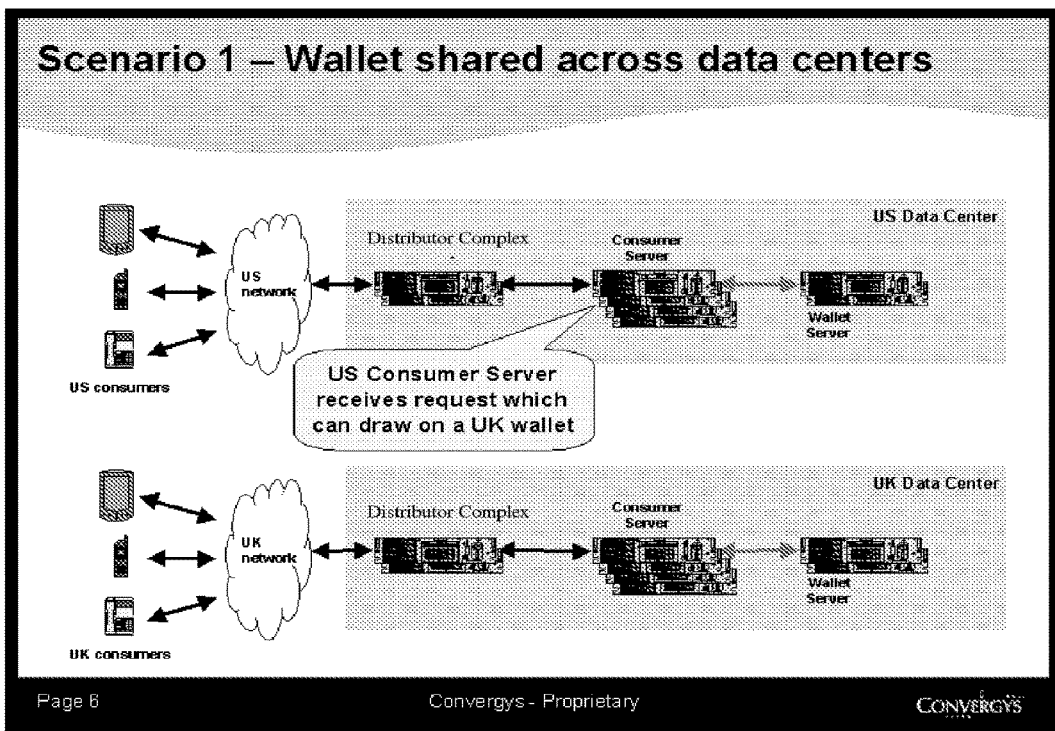 Scenario 1 – Wallet shared across data centers
US Data Center
Distributor Complex
Consumer
Server
US
network
Wallet
Server
US consumers
US Consumer Server
receives request which
can draw on a UK wallet
UK Data Center
Distributor Complex
Consumer
Server
UK
network
Wallet
Server
UK consumers
Page 6
Convergys - Proprietary
CONVERGYS